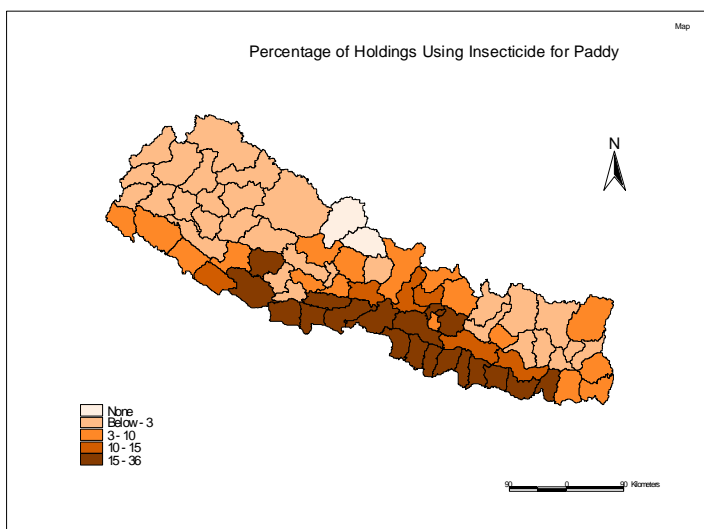 Map
Percentage of Holdings Using Insecticide for Paddy
N
None
Below - 3
3 - 10
10 - 15
15 - 36
90 0 90 Kilometers